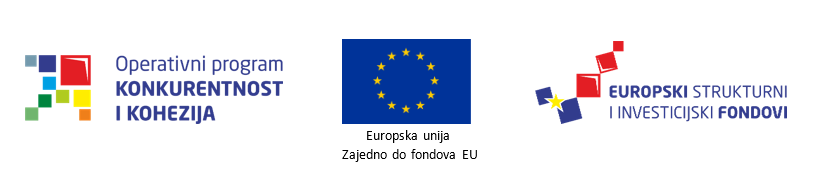 Operativni program
KONKURENTNOST
I KOHEZIJA
Europska unija
Zajedno do fondova EU
EUROPSKI STRUKTURNI
I INVESTICIJSKI FONDOVI